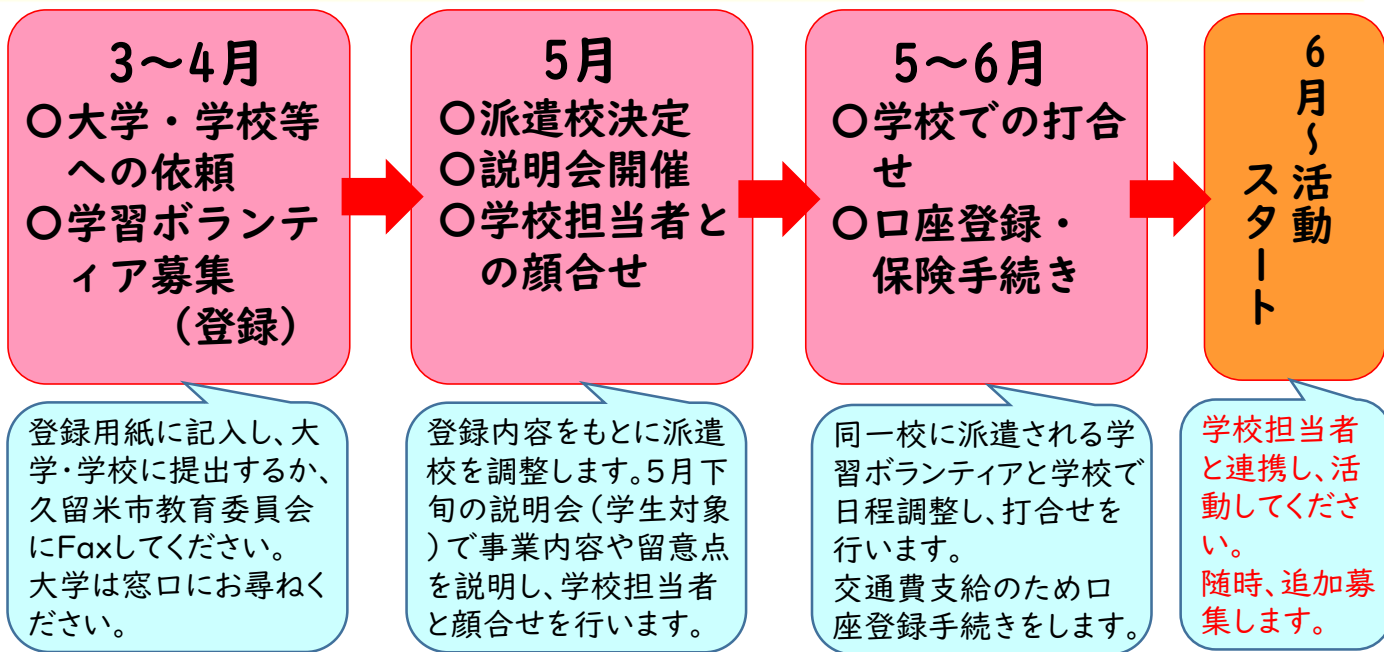 3～4月
〇大学・学校等
への依頼
〇学習ボランテ
ィア募集
（登録）
5月
〇派遣校決定
〇説明会開催
〇学校担当者と
の顔合せ
5～6月
〇学校での打合
せ
〇口座登録・
保険手続き
6月～活動
スタート
登録用紙に記入し、大
学・学校に提出するか、
久留米市教育委員会
にFaxしてください。
大学は窓口にお尋ねく
ださい。
登録内容をもとに派遣
校を調整します。5月下
旬の説明会（学生対象
）で事業内容や留意点
を説明し、学校担当者
と顔合せを行います。
同一校に派遣される学
習ボランティアと学校で
日程調整し、打合せを
行います。
交通費支給のため口
座登録手続きをします。
学校担当者
と連携し、活
動してくださ
い。
随時、追加募
集します。